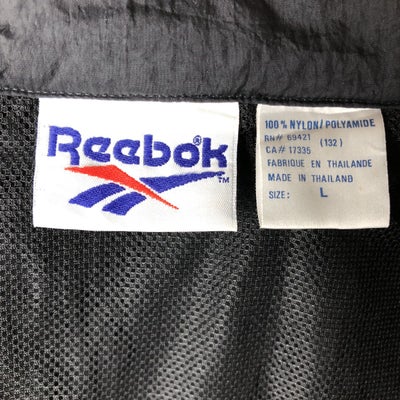 Reebok®
TM
100% NYLON/POLYAMIDE
RN# 69421 (132)
CA# 17335
FABRIQUE EN THAILANDE
MADE IN THAILAND
SIZE: L